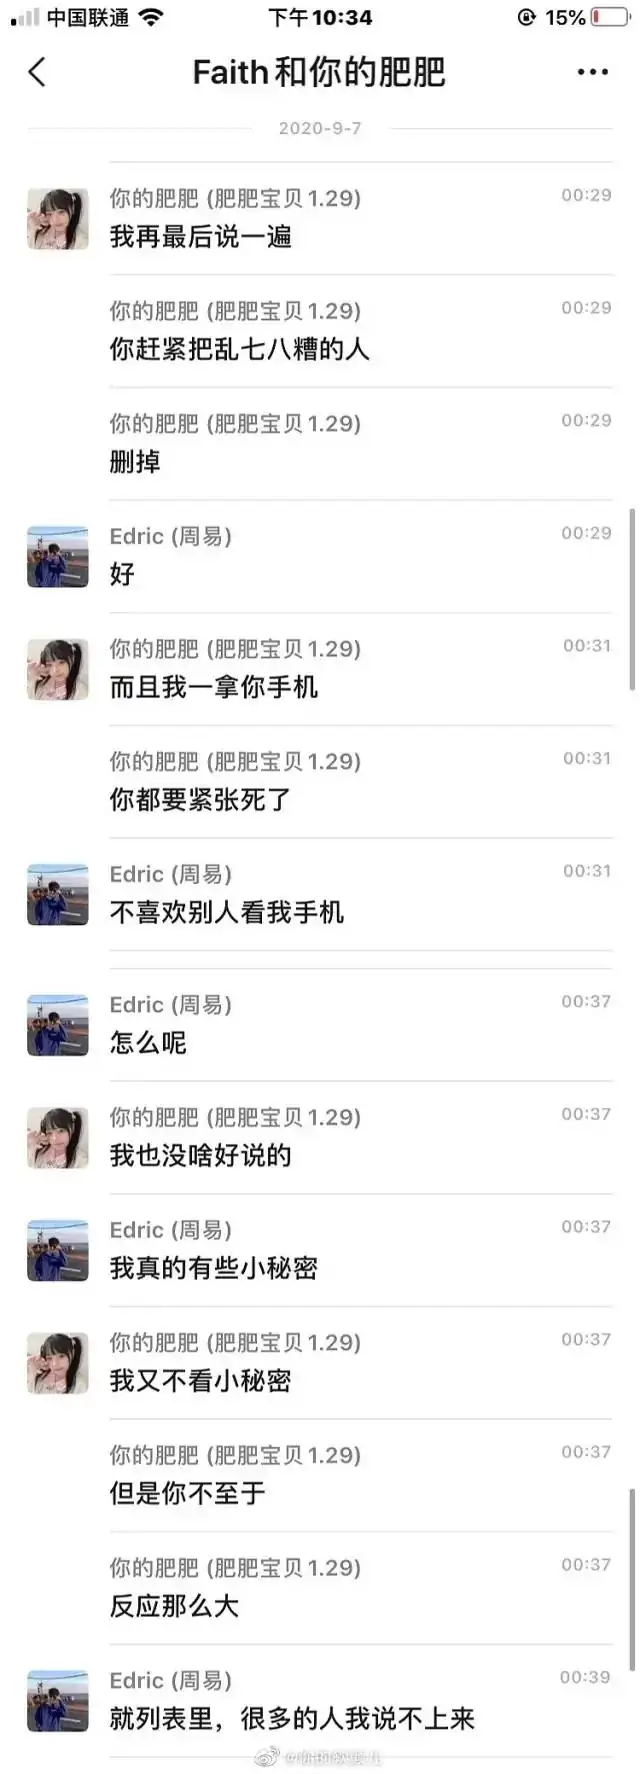 中国联通
下午10:34
15%
Faith和你的肥肥
2020-9-7
你的肥肥 (肥肥宝贝1.29)
00:29
我再最后说一遍
你的肥肥 (肥肥宝贝1.29)
00:29
你赶紧把乱七八糟的人
你的肥肥 (肥肥宝贝1.29)
00:29
删掉
Edric (周易)
00:29
好
你的肥肥 (肥肥宝贝1.29)
00:31
而且我一拿你手机
你的肥肥 (肥肥宝贝1.29)
00:31
你都要紧张死了
Edric (周易)
00:31
不喜欢别人看我手机
Edric (周易)
00:37
怎么呢
你的肥肥 (肥肥宝贝1.29)
00:37
我也没啥好说的
Edric (周易)
00:37
我真的有些小秘密
你的肥肥 (肥肥宝贝1.29)
00:37
我又不看小秘密
你的肥肥 (肥肥宝贝1.29)
00:37
但是你不至于
你的肥肥 (肥肥宝贝1.29)
00:37
反应那么大
Edric (周易)
00:39
就列表里，很多的人我说不上来